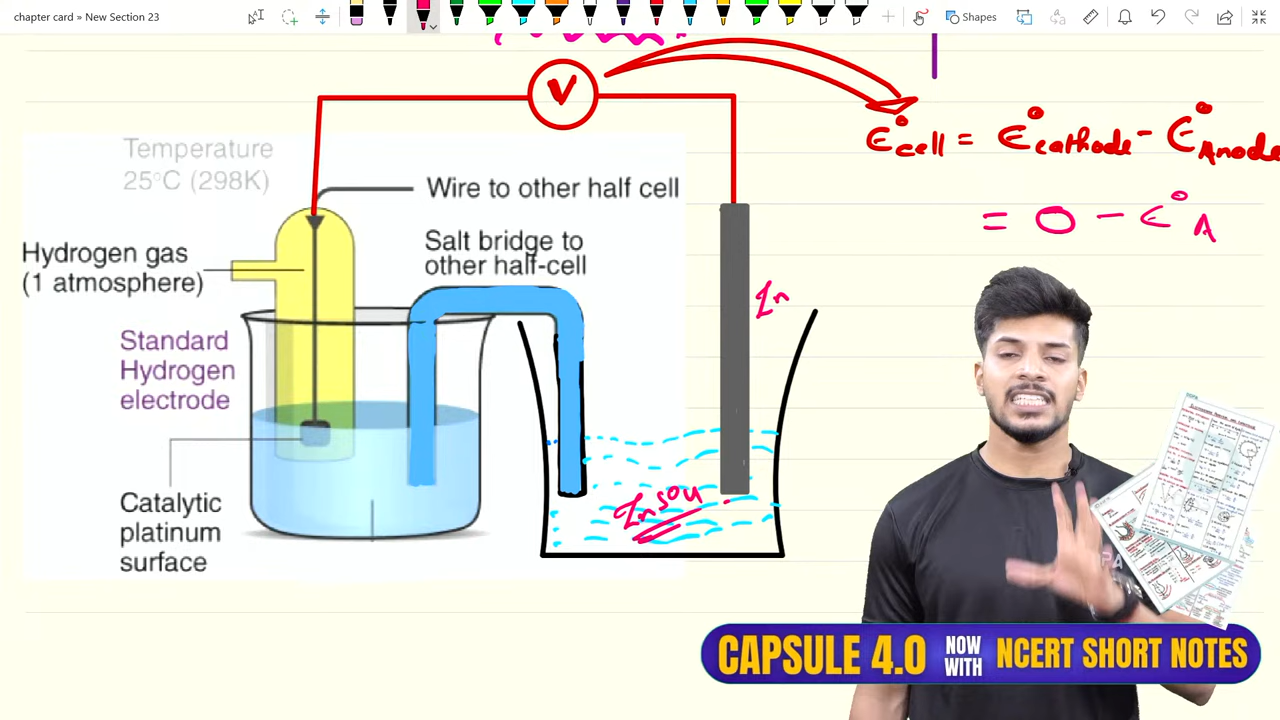 chapter card » New Section 23
Shapes
V
E°cell = E°cathode - E°Anode
= 0 - E°A
Temperature
25°C (298K)
Wire to other half cell
Hydrogen gas
(1 atmosphere)
Salt bridge to
other half-cell
Zn
Standard
Hydrogen
electrode
ZnSO4
Catalytic
platinum
surface
CAPSULE 4.0 NOW WITH NCERT SHORT NOTES